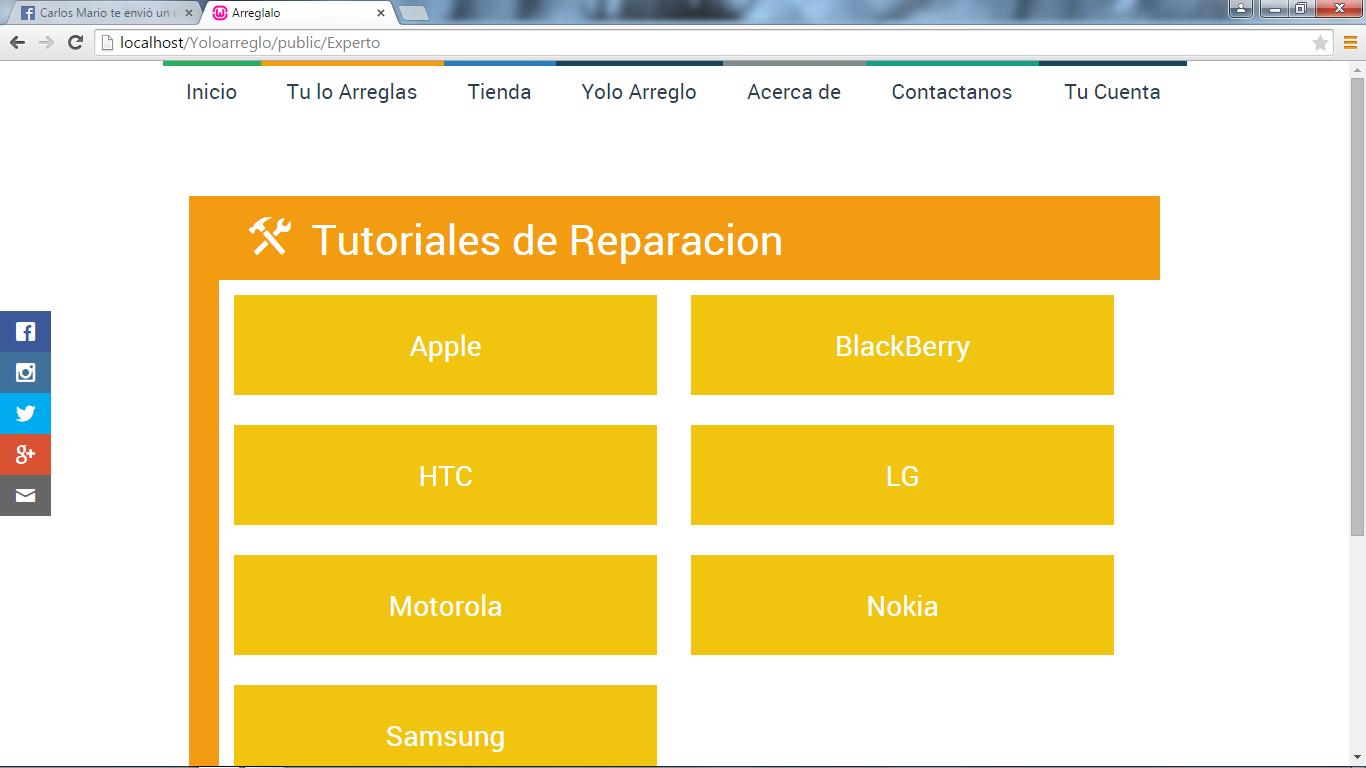 Carlos Mario te envió un
Arreglalo
localhost/Yoloarreglo/public/Experto
Inicio
Tu lo Arreglas
Tienda
Yolo Arreglo
Acerca de
Contactanos
Tu Cuenta
Tutoriales de Reparacion
Apple
BlackBerry
HTC
LG
Motorola
Nokia
Samsung